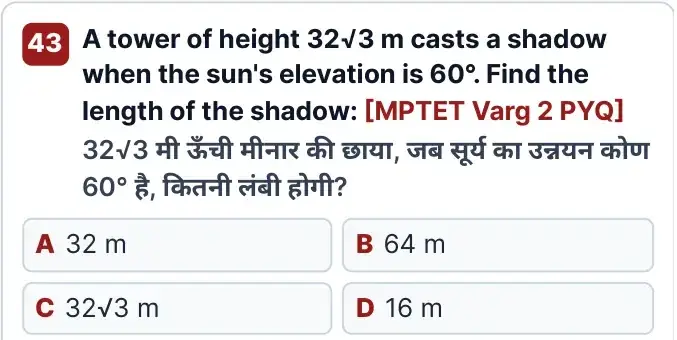 43 A tower of height 32√3 m casts a shadow
when the sun's elevation is 60°. Find the
length of the shadow: [MPTET Varg 2 PYQ]
32√3 मी ऊँची मीनार की छाया, जब सूर्य का उन्नयन कोण
60° है, कितनी लंबी होगी?
A 32 m
B 64 m
C 32√3 m
D 16 m